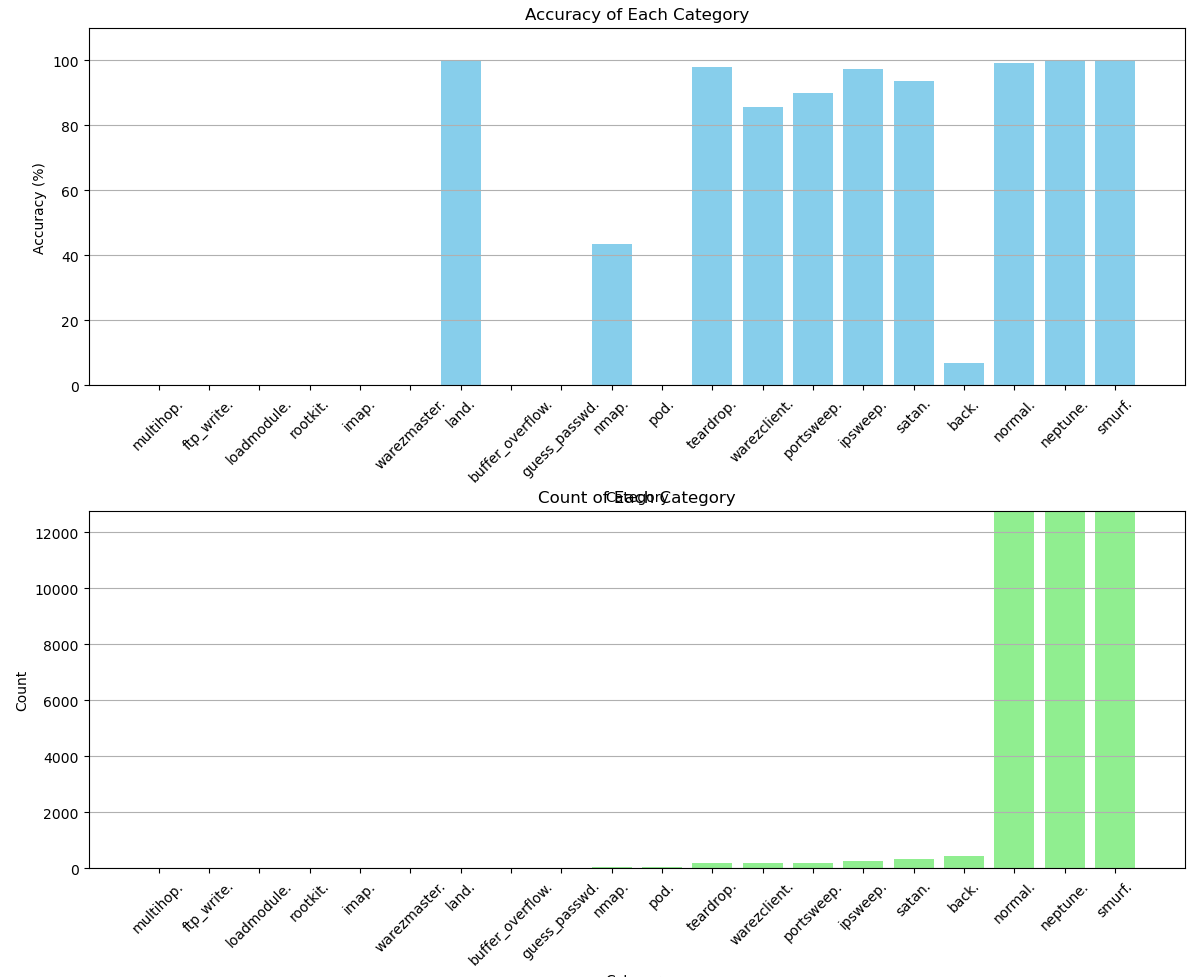 Accuracy of Each Category
Accuracy (%)
100
80
60
40
20
0
multihop.
ftp_write.
loadmodule.
rootkit.
imap.
warezmaster.
land.
buffer_overflow.
guess_passwd.
nmap.
pod.
teardrop.
warezclient.
portsweep.
ipsweep.
satan.
back.
normal.
neptune.
smurf.
Category
Count of Each Category
Count
12000
10000
8000
6000
4000
2000
0
multihop.
ftp_write.
loadmodule.
rootkit.
imap.
warezmaster.
land.
buffer_overflow.
guess_passwd.
nmap.
pod.
teardrop.
warezclient.
portsweep.
ipsweep.
satan.
back.
normal.
neptune.
smurf.